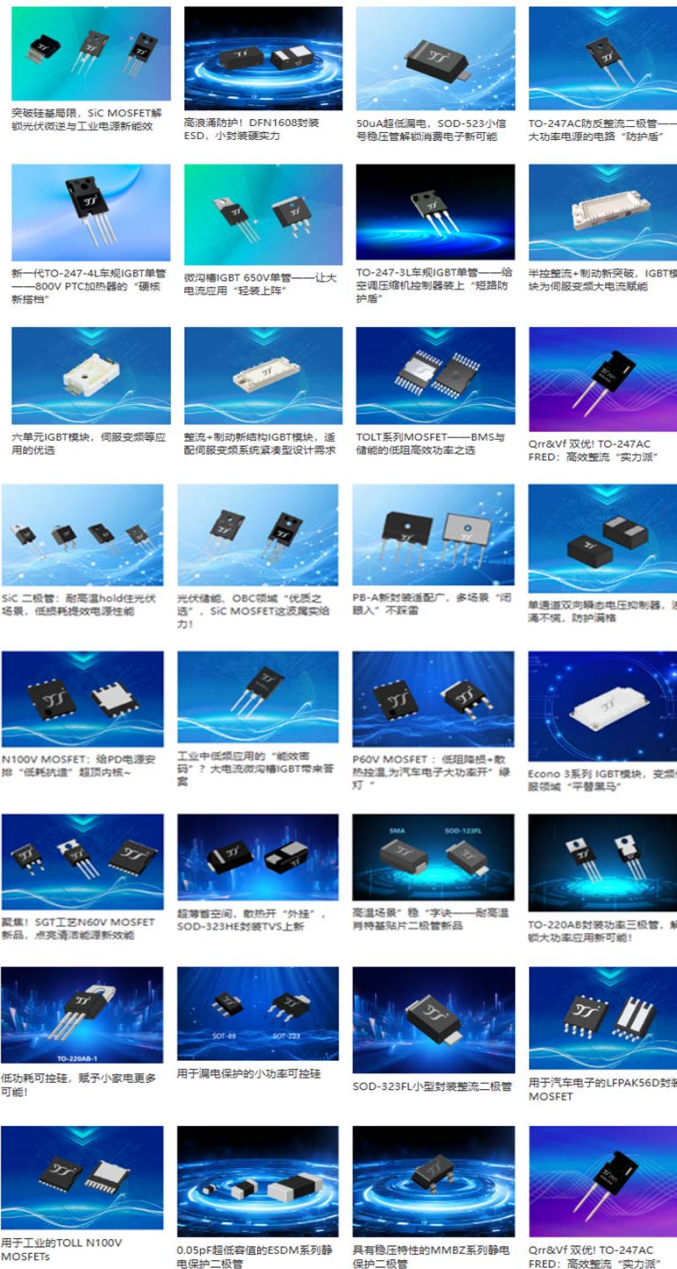 突破硅基局限，SiC MOSFET解
锁光伏微逆与工业电源新能效
高浪涌防护！DFN1608封装
ESD，小封装硬实力
50uA超低漏电，SOD-523小信
号稳压管解锁消费电子新可能
TO-247AC防反整流二极管——
大功率电源的电路“防护盾”
新一代TO-247-4L车规IGBT单管
——800V PTC加热器的“硬核
新搭档”
微沟槽IGBT 650V单管——让大
电流应用“轻装上阵”
TO-247-3L车规IGBT单管——给
空调压缩机控制器装上“短路防
护盾”
半控整流+制动新突破，IGBT模
块为伺服变频大电流赋能
六单元IGBT模块，伺服变频等应
用的优选
整流+制动新结构IGBT模块，适
配伺服变频系统紧凑型设计需求
TOLT系列MOSFET——BMS与
储能的低阻高效功率之选
Qrr&Vf 双优! TO-247AC
FRED：高效整流“实力派”
SiC 二极管：耐高温hold住光伏
场景，低损耗提效电源性能
光伏储能、OBC领域“优质之
选”，SiC MOSFET这波属实给
力！
PB-A新封装适配广，多场景“闭
眼入”不踩雷
单通道双向瞬态电压抑制器，浪
涌不慌，防护满格
N100V MOSFET：给PD电源安
排“低耗抗造”超顶内核~
工业中低频应用的“能效密
码”？大电流微沟槽IGBT带来答
案
P60V MOSFET ：低阻降损+散
热控温,为汽车电子大功率开”绿
灯 “
Econo 3系列 IGBT模块，变频伺
服领域“平替黑马”
聚焦！SGT工艺N60V MOSFET
新品，点亮清洁能源新效能
超薄省空间，散热开“外挂”，
SOD-323HE封装TVS上新
SMA SOD-123FL
高温场景”稳“字诀——耐高温
肖特基贴片二极管新品
TO-220AB封装功率三极管，解
锁大功率应用新可能！
TO-220AB-1
低功耗可控硅，赋予小家电更多
可能！
SOT-89 SOT-223
用于漏电保护的小功率可控硅
SOD-323FL小型封装整流二极管
用于汽车电子的LFPAK56D封装
MOSFET
用于工业的TOLL N100V
MOSFETs
0.05pF超低容值的ESDM系列静
电保护二极管
具有稳压特性的MMBZ系列静电
保护二极管
Qrr&Vf 双优! TO-247AC
FRED：高效整流“实力派”